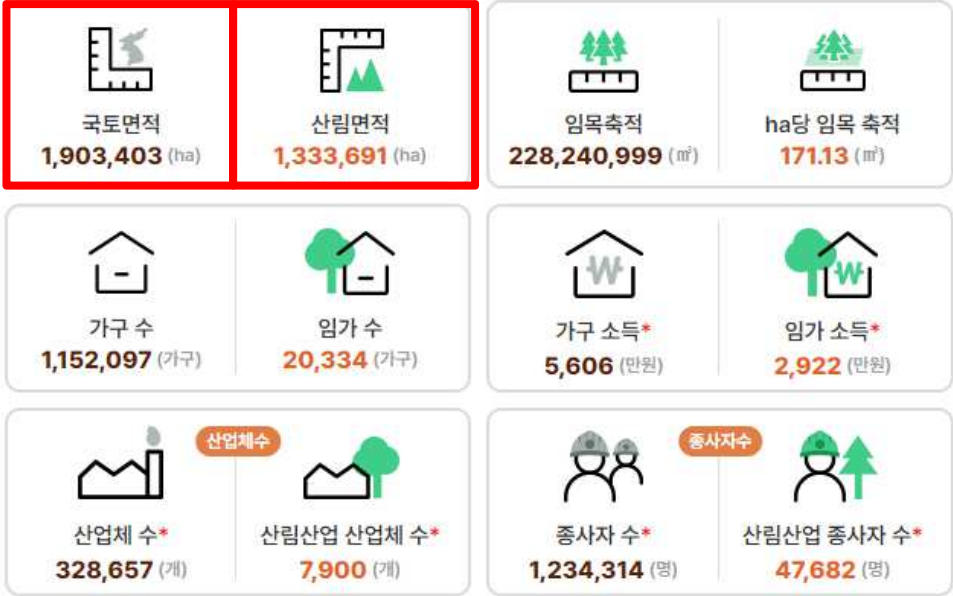 국토면적
1,903,403 (ha)
산림면적
1,333,691 (ha)
임목축적
228,240,999 (㎥)
ha당 임목 축적
171.13 (㎥)
가구 수
1,152,097 (가구)
임가 수
20,334 (가구)
가구 소득*
5,606 (만원)
임가 소득*
2,922 (만원)
산업체수
산업체 수*
328,657 (개)
산림산업 산업체 수*
7,900 (개)
종사자수
종사자 수*
1,234,314 (명)
산림산업 종사자 수*
47,682 (명)